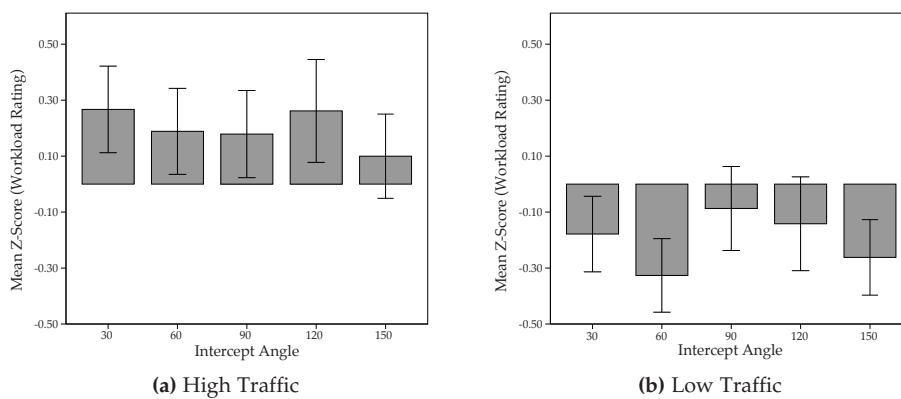 Mean Z-Score (Workload Rating)
0.50
0.30
0.10
-0.10
-0.30
-0.50
30 60 90 120 150
Intercept Angle
(a) High Traffic
Mean Z-Score (Workload Rating)
0.50
0.30
0.10
-0.10
-0.30
-0.50
30 60 90 120 150
Intercept Angle
(b) Low Traffic